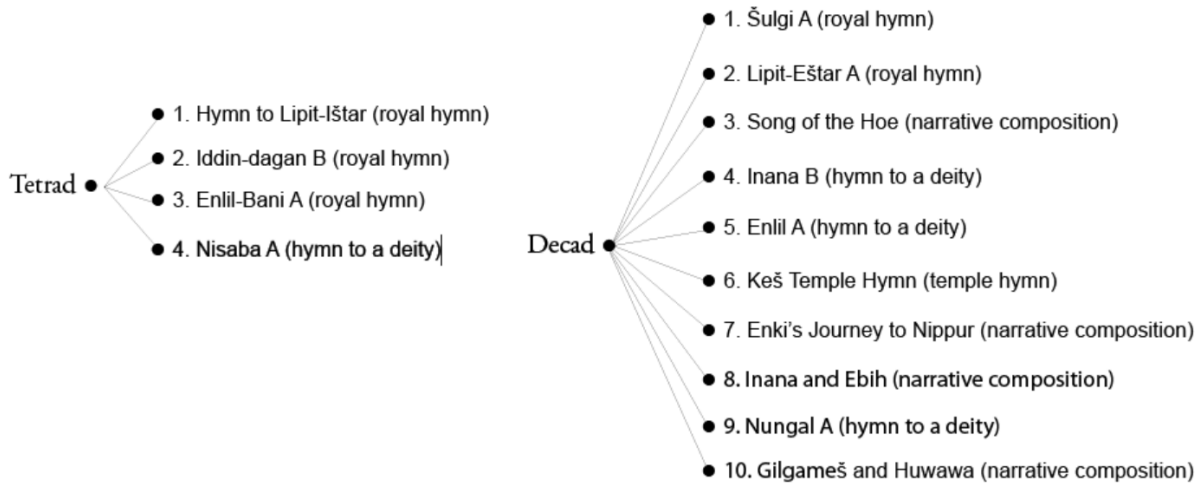 Tetrad
1. Hymn to Lipit-Ištar (royal hymn)
2. Iddin-dagan B (royal hymn)
3. Enlil-Bani A (royal hymn)
4. Nisaba A (hymn to a deity)
Decad
1. Šulgi A (royal hymn)
2. Lipit-Eštar A (royal hymn)
3. Song of the Hoe (narrative composition)
4. Inana B (hymn to a deity)
5. Enlil A (hymn to a deity)
6. Keš Temple Hymn (temple hymn)
7. Enki’s Journey to Nippur (narrative composition)
8. Inana and Ebih (narrative composition)
9. Nungal A (hymn to a deity)
10. Gilgameš and Huwawa (narrative composition)